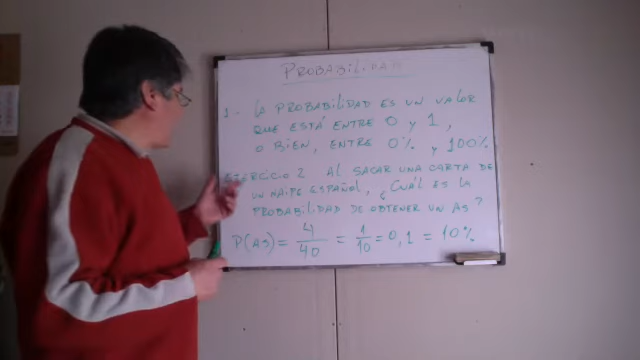 PROBABILIDAD
1. LA PROBABILIDAD ES UN VALOR
QUE ESTÁ ENTRE 0 y 1,
O BIEN, ENTRE 0% y 100%
EJERCICIO 2 AL SACAR UNA CARTA DE
UN NAIPE ESPAÑOL, ¿CUÁL ES LA
PROBABILIDAD DE OBTENER UN AS?
P(AS) = 4/40 = 1/10 = 0,1 = 10%